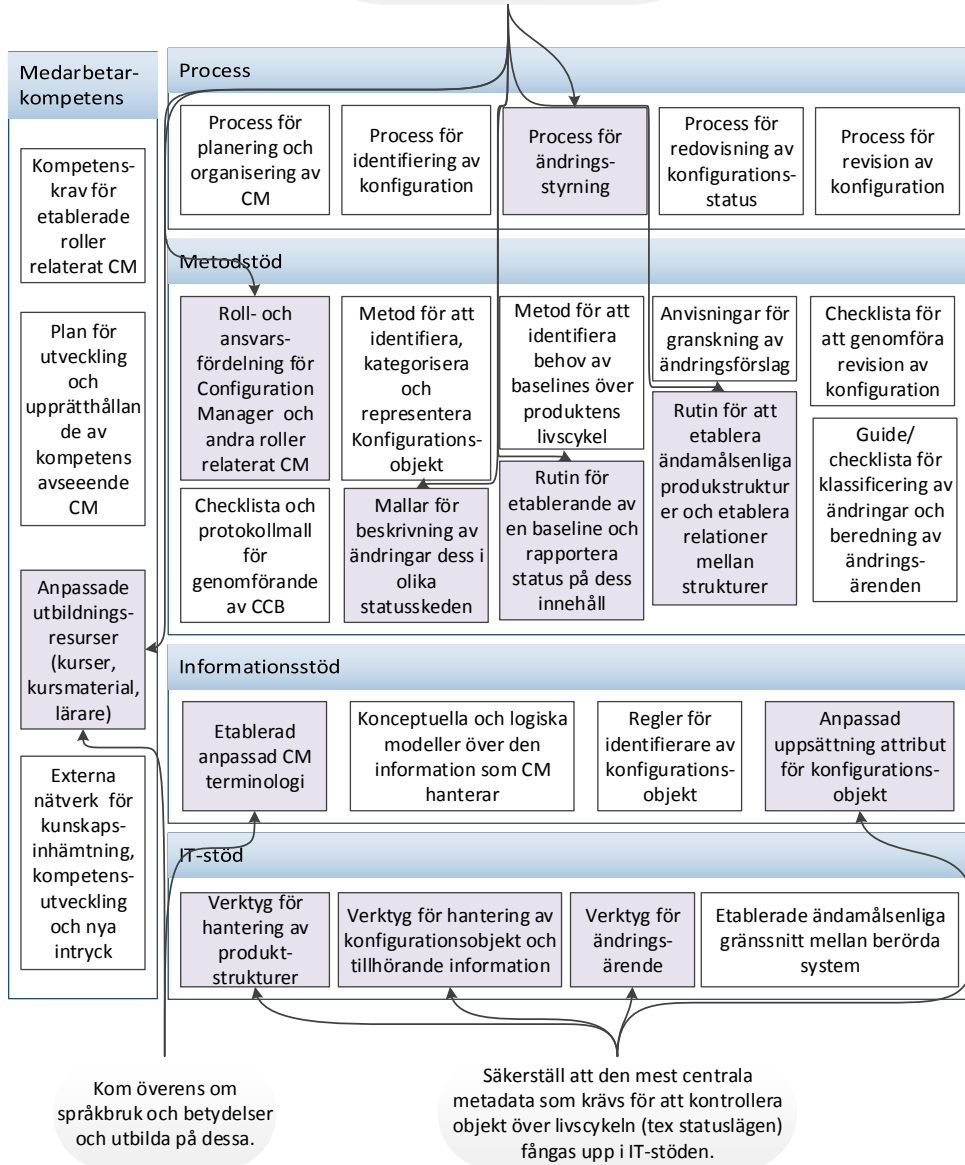 Medarbetar-
kompetens
Kompetens-
krav för
etablerade
roller
relaterat CM
Plan för
utveckling
och
upprätthållan
de av
kompetens
avseeende
CM
Anpassade
utbildnings-
resurser
(kurser,
kursmaterial,
lärare)
Externa
nätverk för
kunskaps-
inhämtning,
kompetens-
utveckling
och nya
intryck
Process
Process för
planering och
organisering av
CM
Process för
identifiering av
konfiguration
Process för
ändrings-
styrning
Process för
redovisning av
konfigurations-
status
Process för
revision av
konfiguration
Metodstöd
Roll- och
ansvars-
fördelning för
Configuration
Manager och
andra roller
relaterat CM
Metod för att
identifiera,
kategorisera
och
representera
Konfigurations-
objekt
Metod för att
identifiera
behov av
baselines över
produktens
livscykel
Anvisningar för
granskning av
ändringsförslag
Checklista för
att genomföra
revision av
konfiguration
Checklista och
protokollmall
för
genomförande
av CCB
Mallar för
beskrivning av
ändringar dess i
olika
statusskeden
Rutin för
etablerande av
en baseline och
rapportera
status på dess
innehåll
Rutin för att
etablera
ändamålsenliga
produkstruktur
er och etablera
relationer
mellan
strukturer
Guide/
checklista för
klassificering av
ändringar och
beredning av
ändrings-
ärenden
Informationsstöd
Etablerad
anpassad CM
terminologi
Konceptuella och logiska
modeller över den
information som CM
hanterar
Regler för
identifierare av
konfigurations-
objekt
Anpassad
uppsättning attribut
för konfigurations-
objekt
IT-stöd
Verktyg för
hantering av
produkt-
strukturer
Verktyg för hantering av
konfigurationsobjekt och
tillhörande information
Verktyg för
ändrings-
ärende
Etablerade ändamålsenliga
gränssnitt mellan berörda
system
Kom överens om
språkbruk och betydelser
och utbilda på dessa.
Säkerställ att den mest centrala
metadata som krävs för att kontrollera
objekt över livscykeln (tex statuslägen)
fångas upp i IT-stöden.